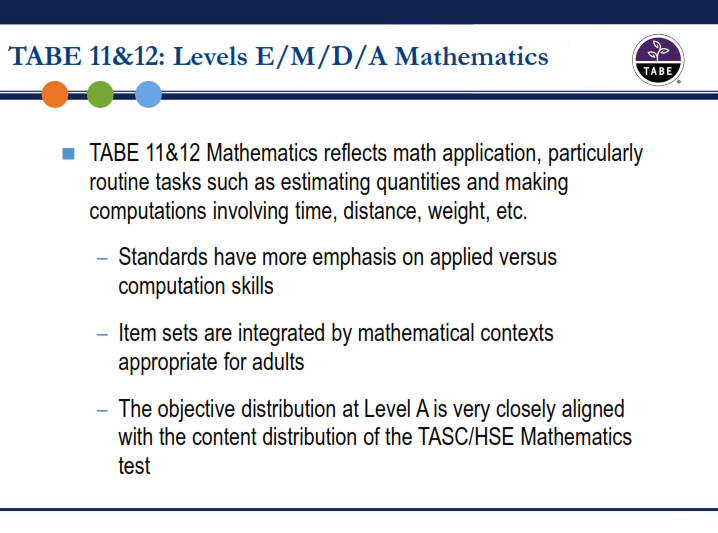 TABE 11&12: Levels E/M/D/A Mathematics
TABE
■ TABE 11&12 Mathematics reflects math application, particularly
routine tasks such as estimating quantities and making
computations involving time, distance, weight, etc.
– Standards have more emphasis on applied versus
computation skills
– Item sets are integrated by mathematical contexts
appropriate for adults
– The objective distribution at Level A is very closely aligned
with the content distribution of the TASC/HSE Mathematics
test